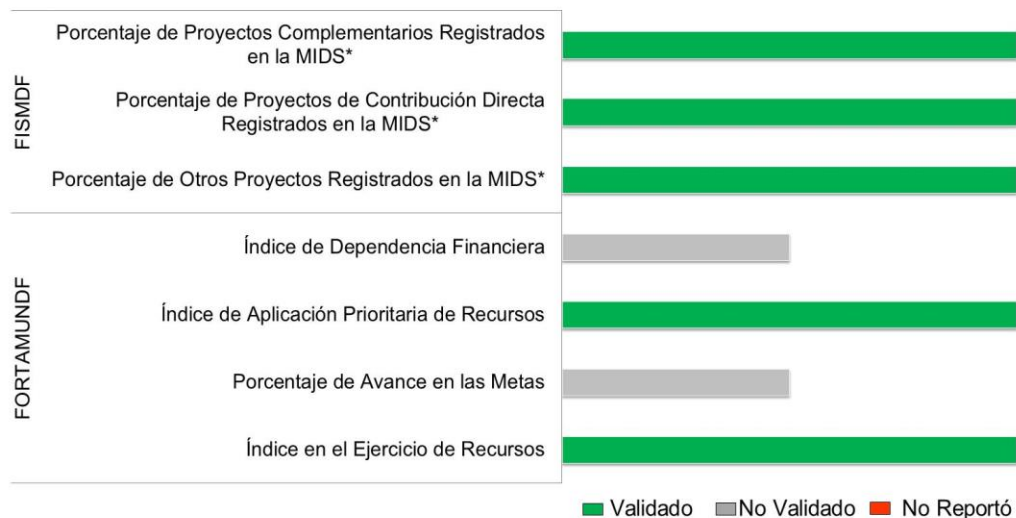 FISMDF
Porcentaje de Proyectos Complementarios Registrados
en la MIDS*
Porcentaje de Proyectos de Contribución Directa
Registrados en la MIDS*
Porcentaje de Otros Proyectos Registrados en la MIDS*
FORTAMUNDF
Índice de Dependencia Financiera
Índice de Aplicación Prioritaria de Recursos
Porcentaje de Avance en las Metas
Índice en el Ejercicio de Recursos
Validado No Validado No Reportó